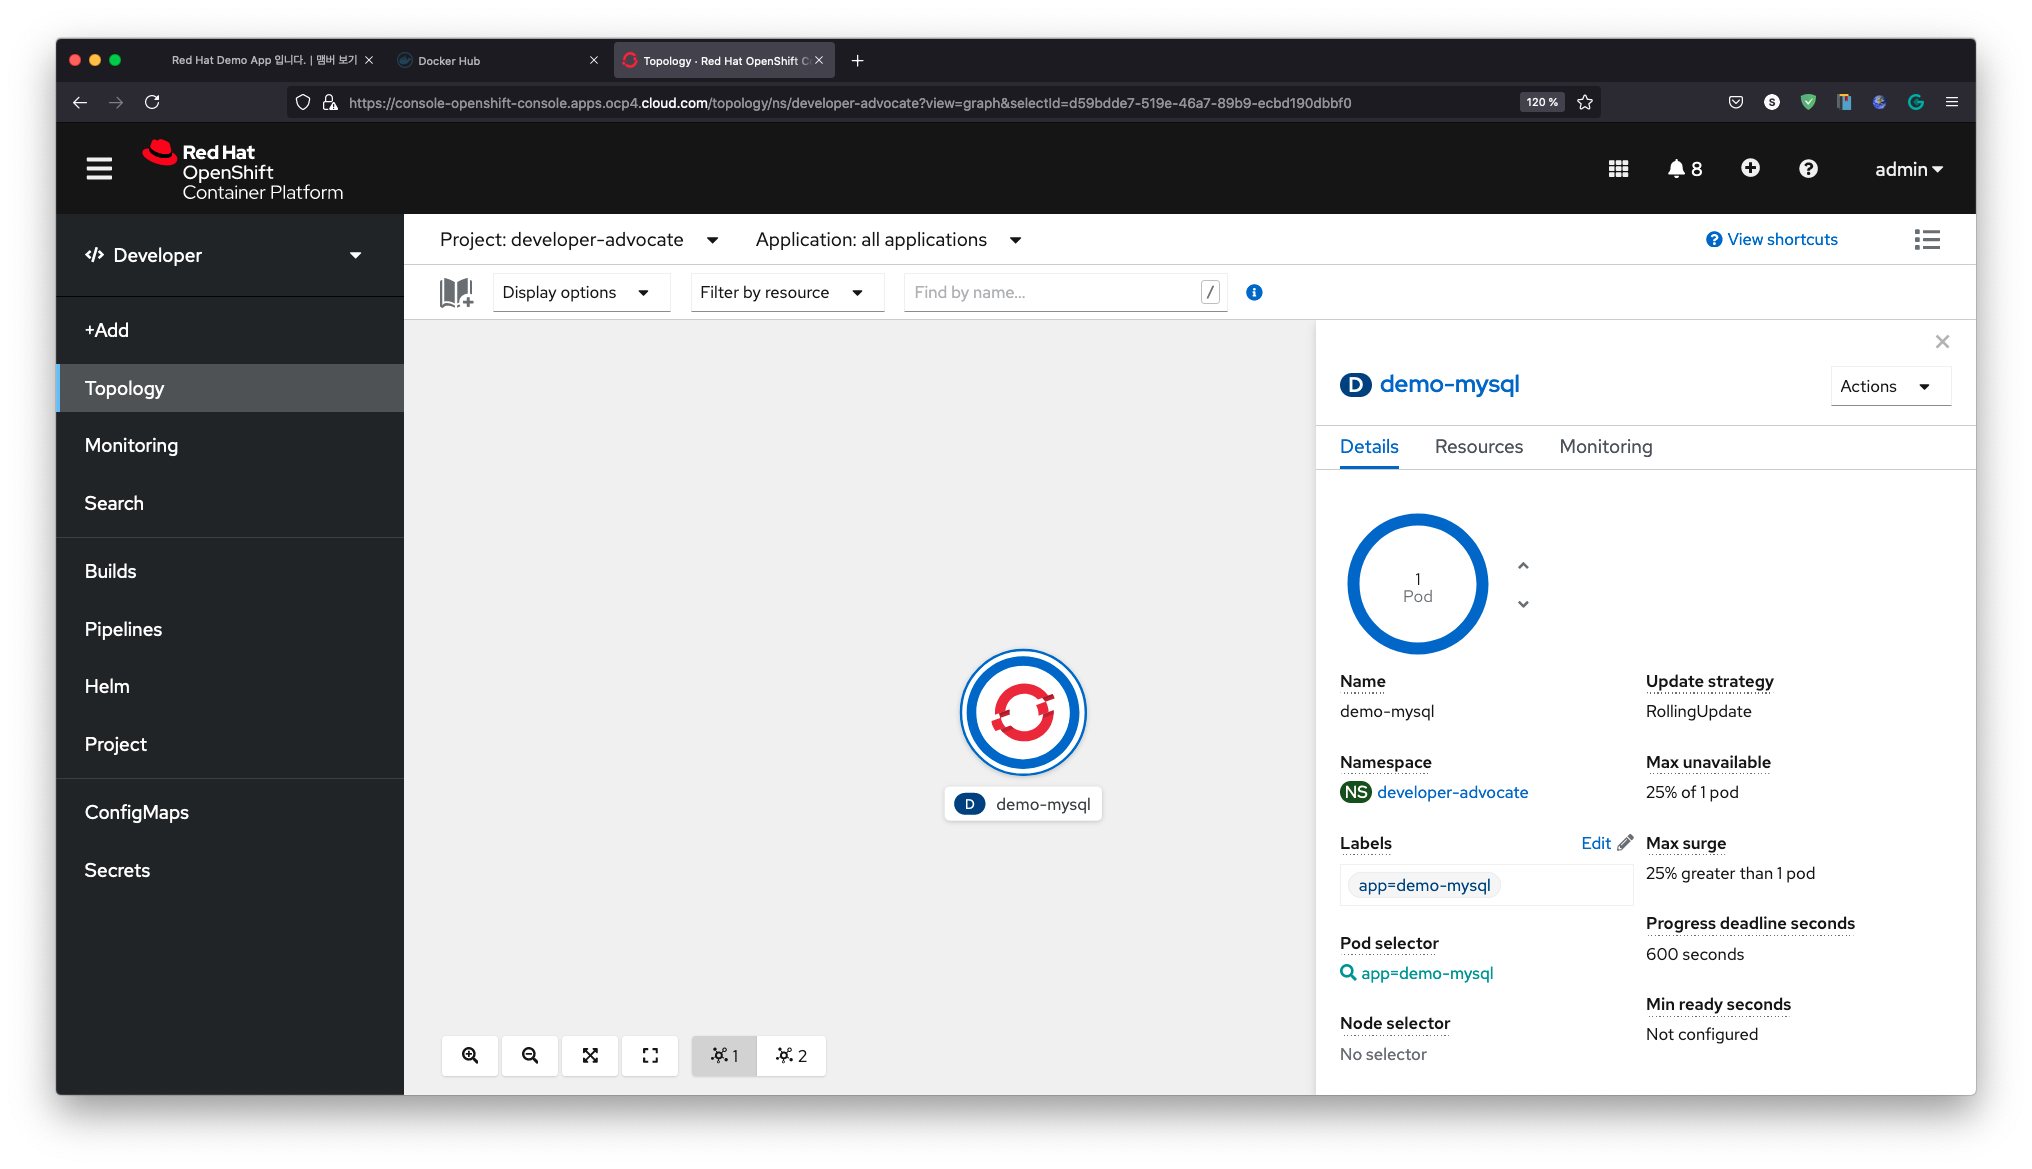 Red Hat Demo App 입니다. | 멤버 보기
Docker Hub
Topology · Red Hat OpenShift C
https://console-openshift-console.apps.ocp4.cloud.com/topology/ns/developer-advocate?view=graph&selectId=d59bdde7-519e-46a7-89b9-ecbd190dbbf0
120 %
S
G
Red Hat
OpenShift
Container Platform
8
admin
Developer
+Add
Topology
Monitoring
Search
Builds
Pipelines
Helm
Project
ConfigMaps
Secrets
Project: developer-advocate
Application: all applications
View shortcuts
Display options
Filter by resource
Find by name...
/
D demo-mysql
1
2
D demo-mysql
Actions
Details
Resources
Monitoring
1
Pod
Name
demo-mysql
Namespace
NS developer-advocate
Labels
Edit
app=demo-mysql
Pod selector
app=demo-mysql
Node selector
No selector
Update strategy
RollingUpdate
Max unavailable
25% of 1 pod
Max surge
25% greater than 1 pod
Progress deadline seconds
600 seconds
Min ready seconds
Not configured